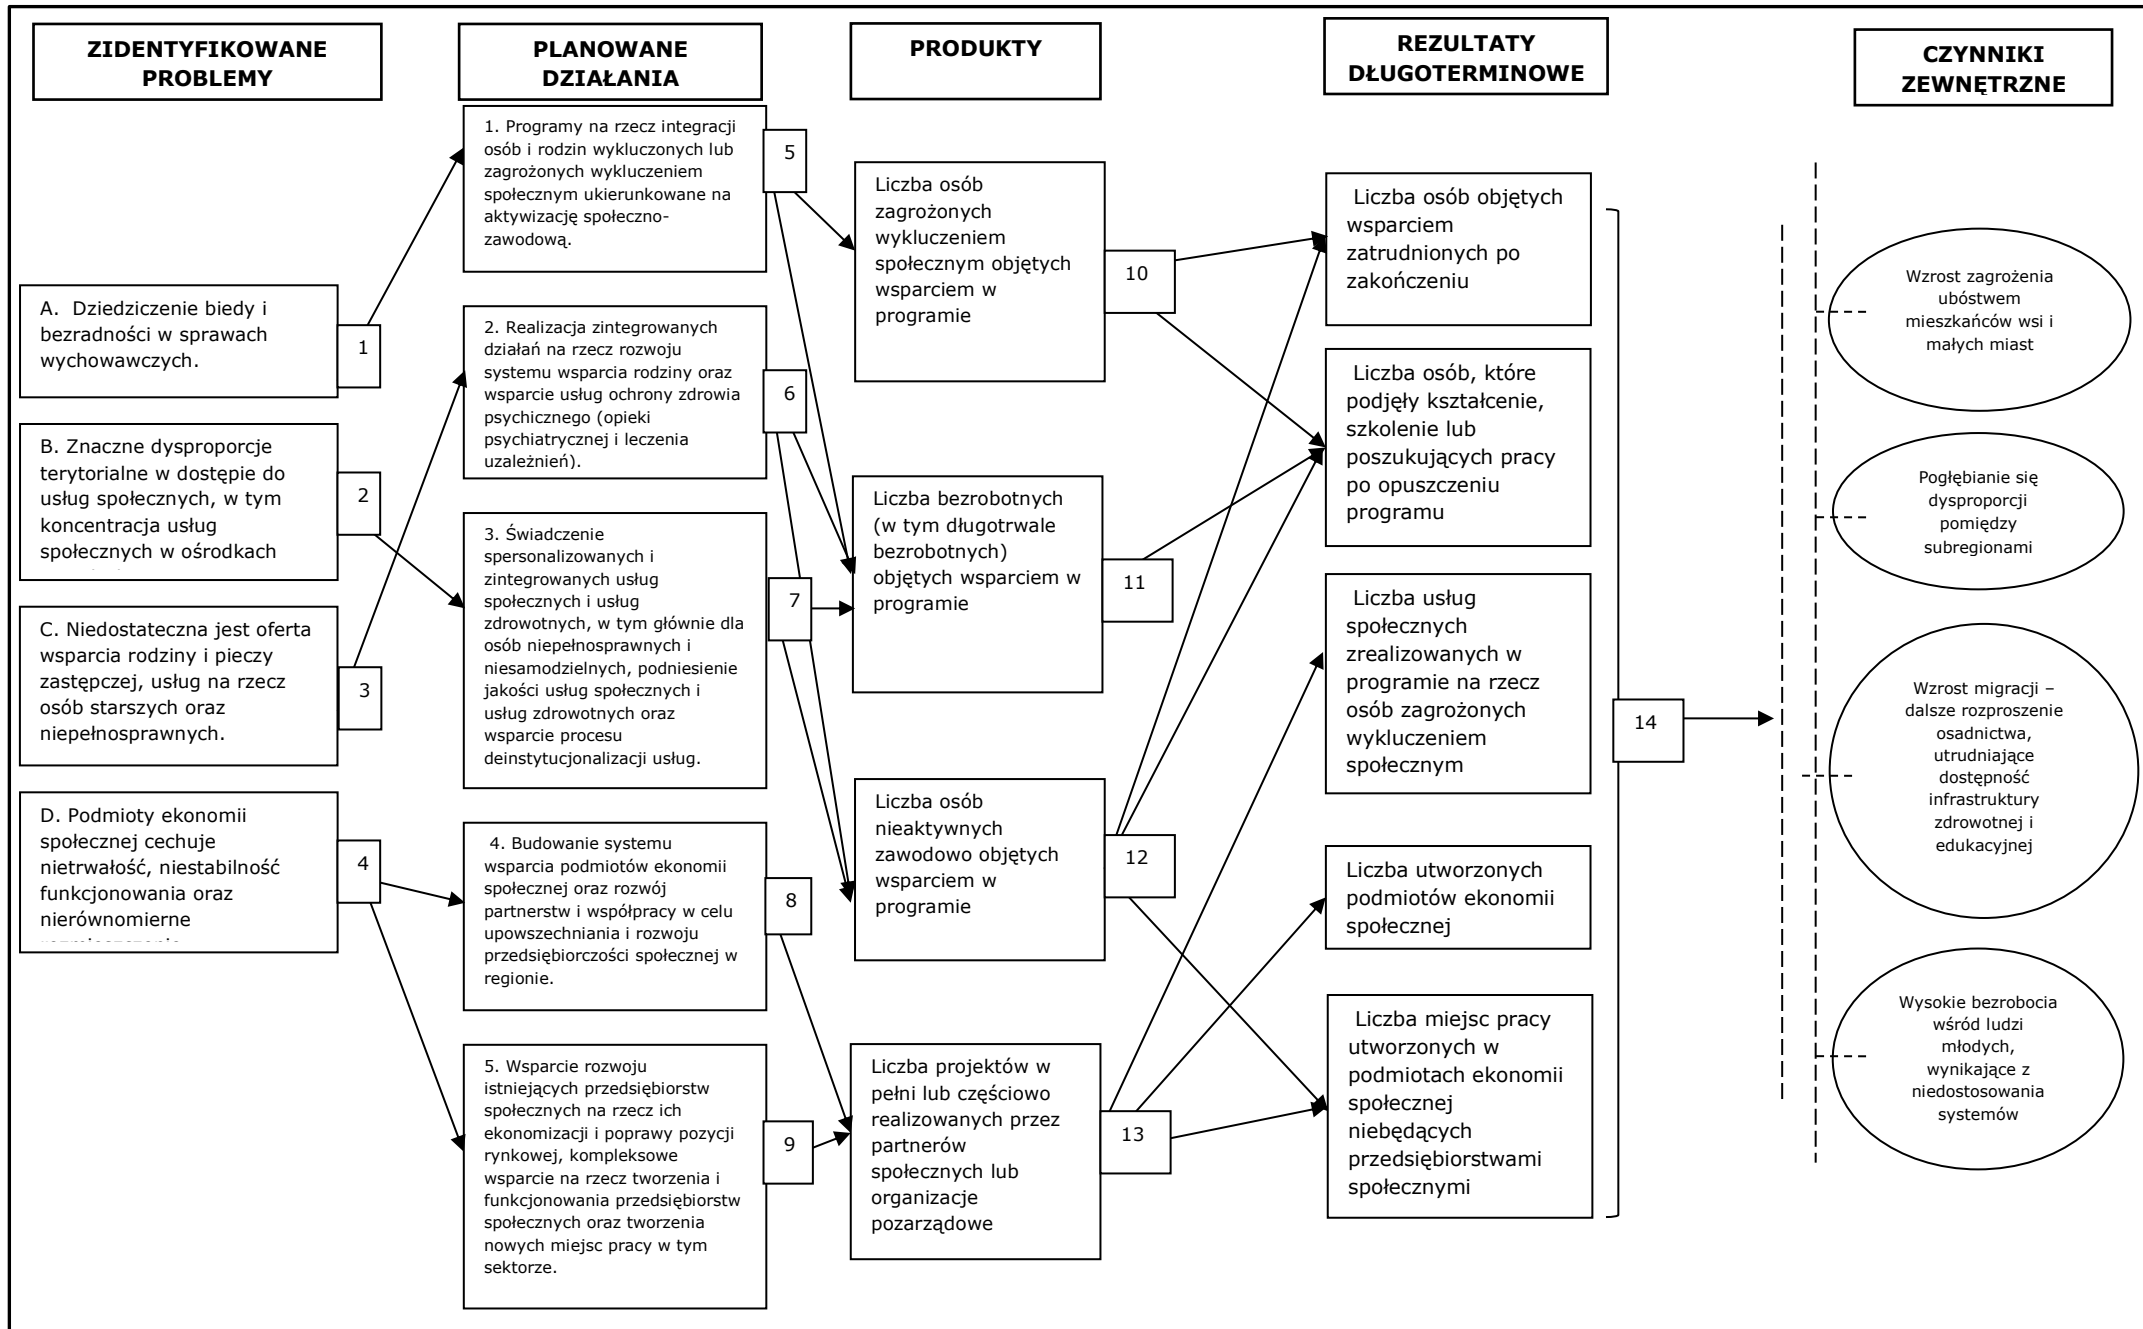 ZIDENTYFIKOWANE
PROBLEMY
PLANOWANE
DZIAŁANIA
PRODUKTY
REZULTATY
DŁUGOTERMINOWE
CZYNNIKI
ZEWNĘTRZNE
A. Dziedziczenie biedy i
bezradności w sprawach
wychowawczych.
1
B. Znaczne dysproporcje
terytorialne w dostępie do
usług społecznych, w tym
koncentracja usług
społecznych w ośrodkach
2
C. Niedostateczna jest oferta
wsparcia rodziny i pieczy
zastępczej, usług na rzecz
osób starszych oraz
niepełnosprawnych.
3
D. Podmioty ekonomii
społecznej cechuje
nietrwałość, niestabilność
funkcjonowania oraz
nierównomierne
4
1. Programy na rzecz integracji
osób i rodzin wykluczonych lub
zagrożonych wykluczeniem
społecznym ukierunkowane na
aktywizację społeczno-
zawodową.
5
2. Realizacja zintegrowanych
działań na rzecz rozwoju
systemu wsparcia rodziny oraz
wsparcie usług ochrony zdrowia
psychicznego (opieki
psychiatrycznej i leczenia
uzależnień).
6
3. Świadczenie
spersonalizowanych i
zintegrowanych usług
społecznych i usług
zdrowotnych, w tym głównie dla
osób niepełnosprawnych i
niesamodzielnych, podniesienie
jakości usług społecznych i
usług zdrowotnych oraz
wsparcie procesu
deinstytucjonalizacji usług.
7
4. Budowanie systemu
wsparcia podmiotów ekonomii
społecznej oraz rozwój
partnerstw i współpracy w celu
upowszechniania i rozwoju
przedsiębiorczości społecznej w
regionie.
8
5. Wsparcie rozwoju
istniejących przedsiębiorstw
społecznych na rzecz ich
ekonomizacji i poprawy pozycji
rynkowej, kompleksowe
wsparcie na rzecz tworzenia i
funkcjonowania przedsiębiorstw
społecznych oraz tworzenia
nowych miejsc pracy w tym
sektorze.
9
Liczba osób
zagrożonych
wykluczeniem
społecznym objętych
wsparciem w
programie
10
Liczba bezrobotnych
(w tym długotrwale
bezrobotnych)
objętych wsparciem w
programie
11
Liczba osób
nieaktywnych
zawodowo objętych
wsparciem w
programie
12
Liczba projektów w
pełni lub częściowo
realizowanych przez
partnerów
społecznych lub
organizacje
pozarządowe
13
Liczba osób objętych
wsparciem
zatrudnionych po
zakończeniu
Liczba osób, które
podjęły kształcenie,
szkolenie lub
poszukujących pracy
po opuszczeniu
programu
Liczba usług
społecznych
zrealizowanych w
programie na rzecz
osób zagrożonych
wykluczeniem
społecznym
Liczba utworzonych
podmiotów ekonomii
społecznej
Liczba miejsc pracy
utworzonych w
podmiotach ekonomii
społecznej
niebędących
przedsiębiorstwami
społecznymi
14
Wzrost zagrożenia
ubóstwem
mieszkańców wsi i
małych miast
Pogłębianie się
dysproporcji
pomiędzy
subregionami
Wzrost migracji –
dalsze rozproszenie
osadnictwa,
utrudniające
dostępność
infrastruktury
zdrowotnej i
edukacyjnej
Wysokie bezrobocia
wśród ludzi
młodych,
wynikające z
niedostosowania
systemów